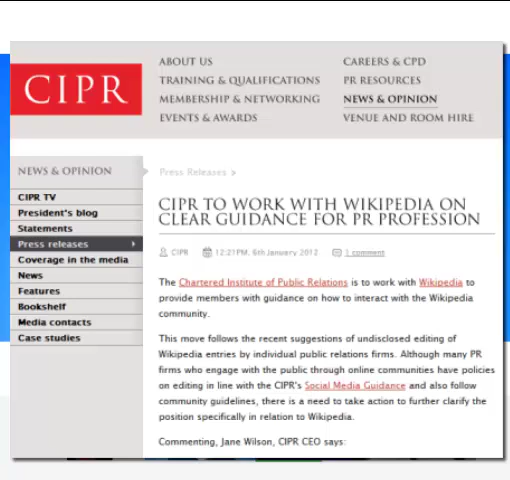 CIPR
ABOUT US
TRAINING & QUALIFICATIONS
MEMBERSHIP & NETWORKING
EVENTS & AWARDS
CAREERS & CPD
PR RESOURCES
NEWS & OPINION
VENUE AND ROOM HIRE
NEWS & OPINION
CIPR TV
President's blog
Statements
Press releases
Coverage in the media
News
Features
Bookshelf
Media contacts
Case studies
Press Releases >
CIPR TO WORK WITH WIKIPEDIA ON
CLEAR GUIDANCE FOR PR PROFESSION
CIPR 12:21PM, 6th January 2012 1 comment
The Chartered Institute of Public Relations is to work with Wikipedia to
provide members with guidance on how to interact with the Wikipedia
community.
This move follows the recent suggestions of undisclosed editing of
Wikipedia entries by individual public relations firms. Although many PR
firms who engage with the public through online communities have policies
on editing in line with the CIPR's Social Media Guidance and also follow
community guidelines, there is a need to take action to further clarify the
position specifically in relation to Wikipedia.
Commenting, Jane Wilson, CIPR CEO says: